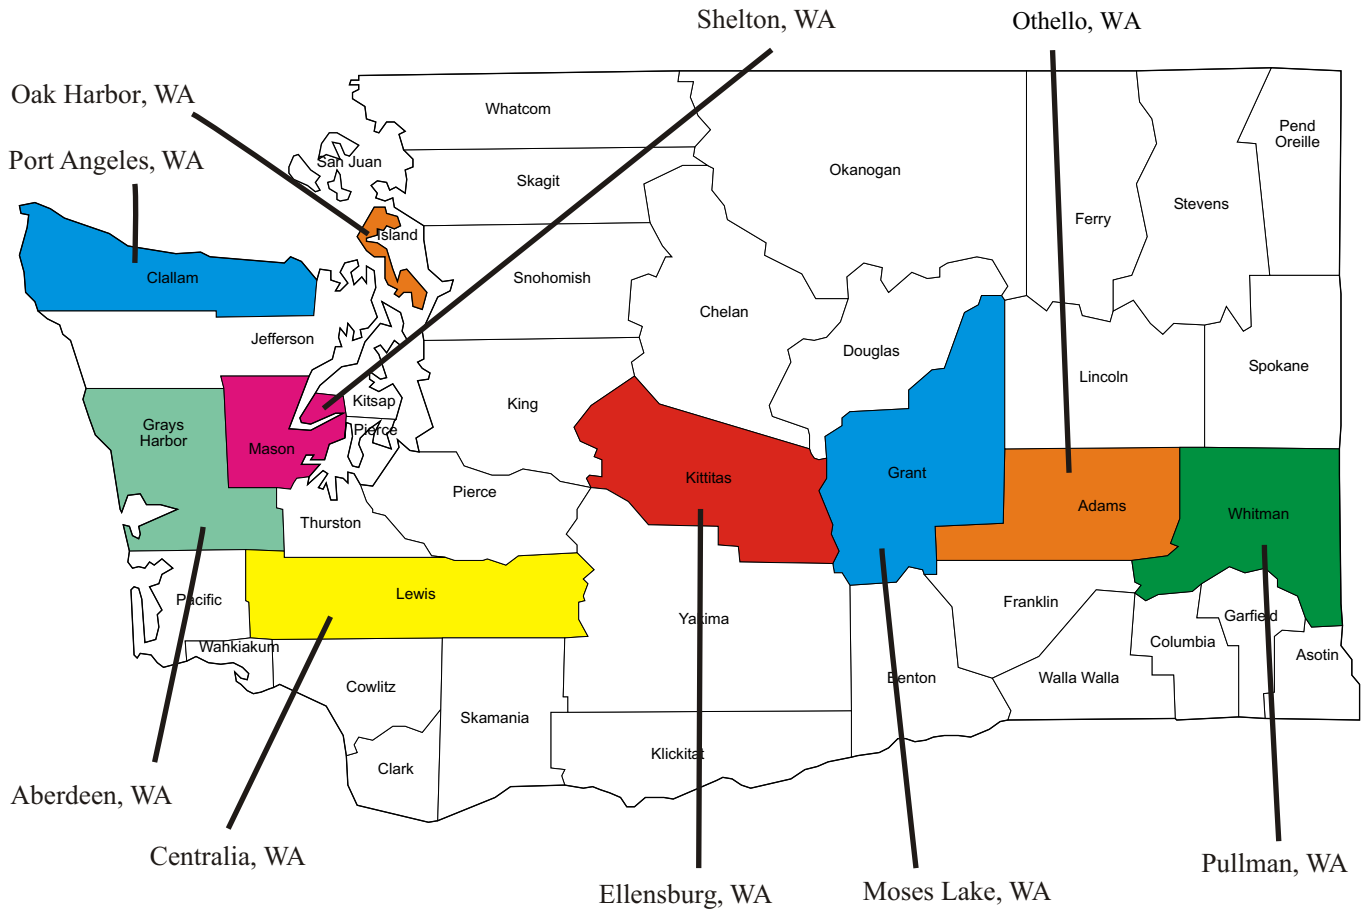 Shelton, WA
Othello, WA
Oak Harbor, WA
Port Angeles, WA
Whatcom
San Juan
Skagit
Okanogan
Pend
Oreille
Ferry
Stevens
Island
Clallam
Snohomish
Chelan
Jefferson
Douglas
Lincoln
Spokane
Kitsap
King
Grays
Harbor
Pierce
Mason
Kittitas
Grant
Pierce
Adams
Whitman
Thurston
Lewis
Pacific
Yakima
Franklin
Garfield
Columbia
Wahkiakum
Asotin
Cowlitz
Benton
Walla Walla
Skamania
Klickitat
Clark
Aberdeen, WA
Centralia, WA
Ellensburg, WA
Moses Lake, WA
Pullman, WA